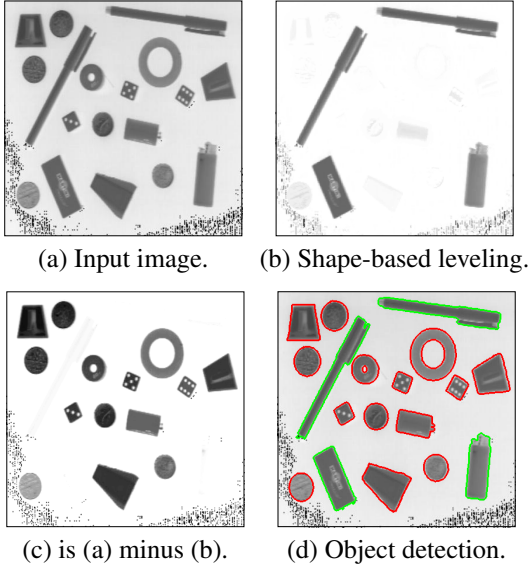 (a) Input image.
(b) Shape-based leveling.
(c) is (a) minus (b).
(d) Object detection.